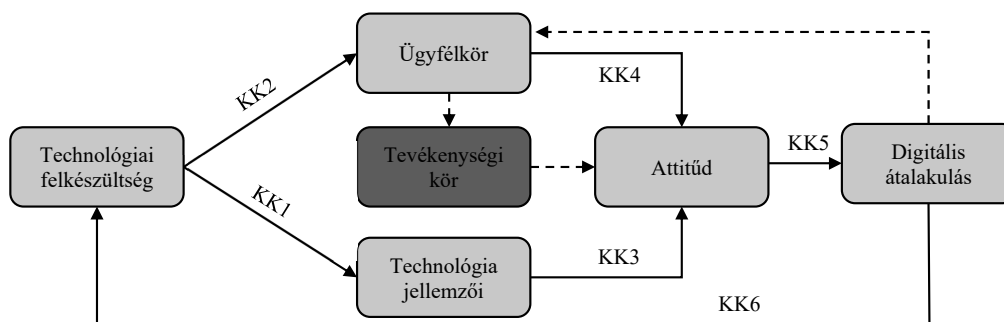 Ügyfélkör
KK4
KK2
Technológiai
felkészültség
Tevékenységi
kör
Attitűd
KK5
Digitális
átalakulás
KK1
Technológia
jellemzői
KK3
KK6